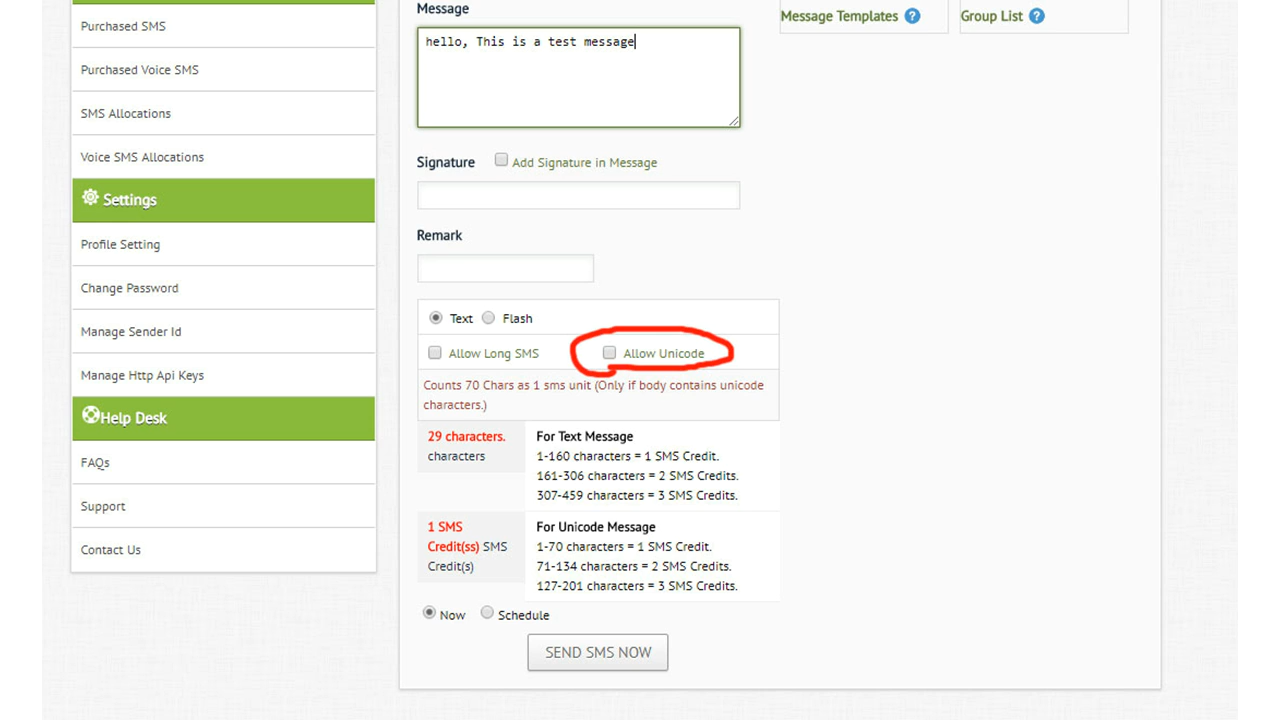 Purchased SMS
Purchased Voice SMS
SMS Allocations
Voice SMS Allocations
Settings
Profile Setting
Change Password
Manage Sender Id
Manage Http Api Keys
Help Desk
FAQs
Support
Contact Us
Message
hello, This is a test message
Signature Add Signature in Message
Remark
Text Flash
Allow Long SMS Allow Unicode
Counts 70 Chars as 1 sms unit (Only if body contains unicode
characters.)
29 characters.
characters
For Text Message
1-160 characters = 1 SMS Credit.
161-306 characters = 2 SMS Credits.
307-459 characters = 3 SMS Credits.
1 SMS
Credit(ss) SMS
Credit(s)
For Unicode Message
1-70 characters = 1 SMS Credit.
71-134 characters = 2 SMS Credits.
127-201 characters = 3 SMS Credits.
Now Schedule
SEND SMS NOW
Message Templates ?
Group List ?